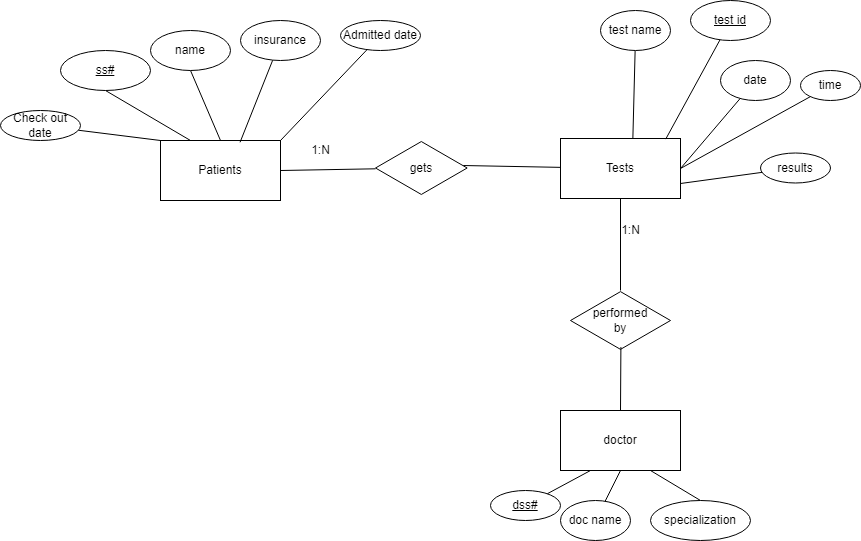 test id
test name
Admitted date
insurance
name
ss#
date
time
Check out
date
1:N
Patients
gets
Tests
results
1:N
performed
by
doctor
dss#
doc name
specialization